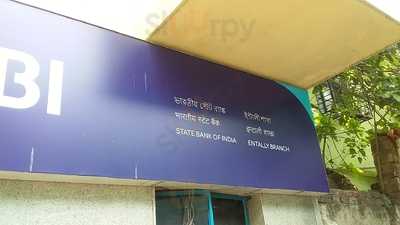 BI
ভারতীয় স্টেট ব্যাঙ্ক
भारतीय स्टेट बैंक
STATE BANK OF INDIA
ENTALLY BRANCH